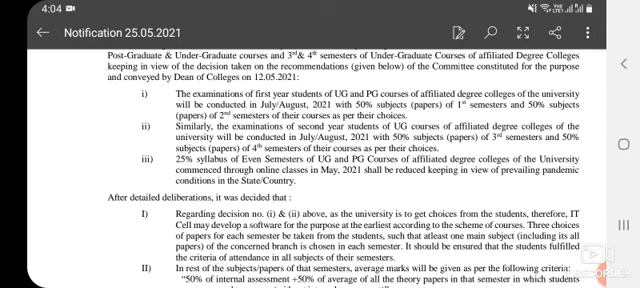 4:04
Notification 25.05.2021
Post-Graduate & Under-Graduate courses and 3rd& 4th semesters of Under-Graduate Courses of affiliated Degree Colleges
keeping in view of the decision taken on the recommendations (given below) of the Committee constituted for the purpose
and conveyed by Dean of Colleges on 12.05.2021:
i) The examinations of first year students of UG and PG courses of affiliated degree colleges of the university
will be conducted in July/August, 2021 with 50% subjects (papers) of 1st semesters and 50% subjects
(papers) of 2nd semesters of their courses as per their choices.
ii) Similarly, the examinations of second year students of UG courses of affiliated degree colleges of the
university will be conducted in July/August, 2021 with 50% subjects (papers) of 3rd semesters and 50%
subjects (papers) of 4th semesters of their courses as per their choices.
iii) 25% syllabus of Even Semesters of UG and PG Courses of affiliated degree colleges of the University
commenced through online classes in May, 2021 shall be reduced keeping in view of prevailing pandemic
conditions in the State/Country.
After detailed deliberations, it was decided that :
I) Regarding decision no. (i) & (ii) above, as the university is to get choices from the students, therefore, IT
Cell may develop a software for the purpose at the earliest according to the scheme of courses. Three choices
of papers for each semester be taken from the students, such that atleast one main subject (including its all
papers) of the concerned branch is chosen in each semester. It should be ensured that the students fulfilled
the criteria of attendance in all subjects of their semesters.
II) In rest of the subjects/papers of that semesters, average marks will be given as per the following criteria:
"50% of internal assessment +50% of average of all the theory papers in that semester in which students